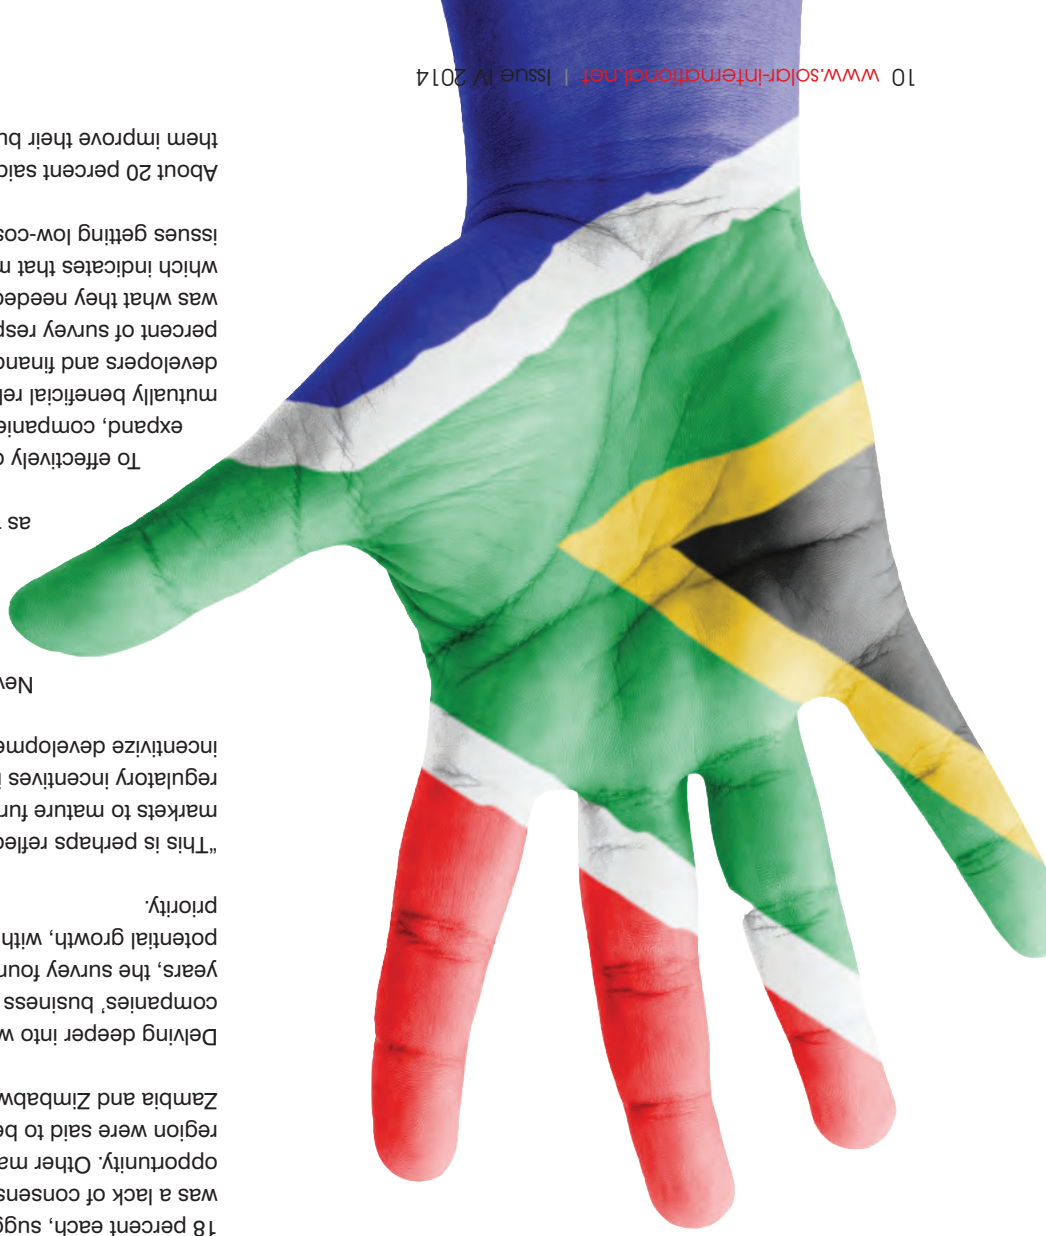 18 percent each, sugg
was a lack of consens
opportunity. Other ma
region were said to be
Zambia and Zimbabw
Delving deeper into w
companies' business
years, the survey foun
potential growth, with
priority.
"This is perhaps reflec
markets to mature fun
regulatory incentives i
incentivize developme
Nev
as
To effectively
expand, companie
mutually beneficial rel
developers and financ
percent of survey resp
was what they needed
which indicates that m
issues getting low-cos
About 20 percent said
them improve their bu
10 www.solar-international.net | Issue IV 2014